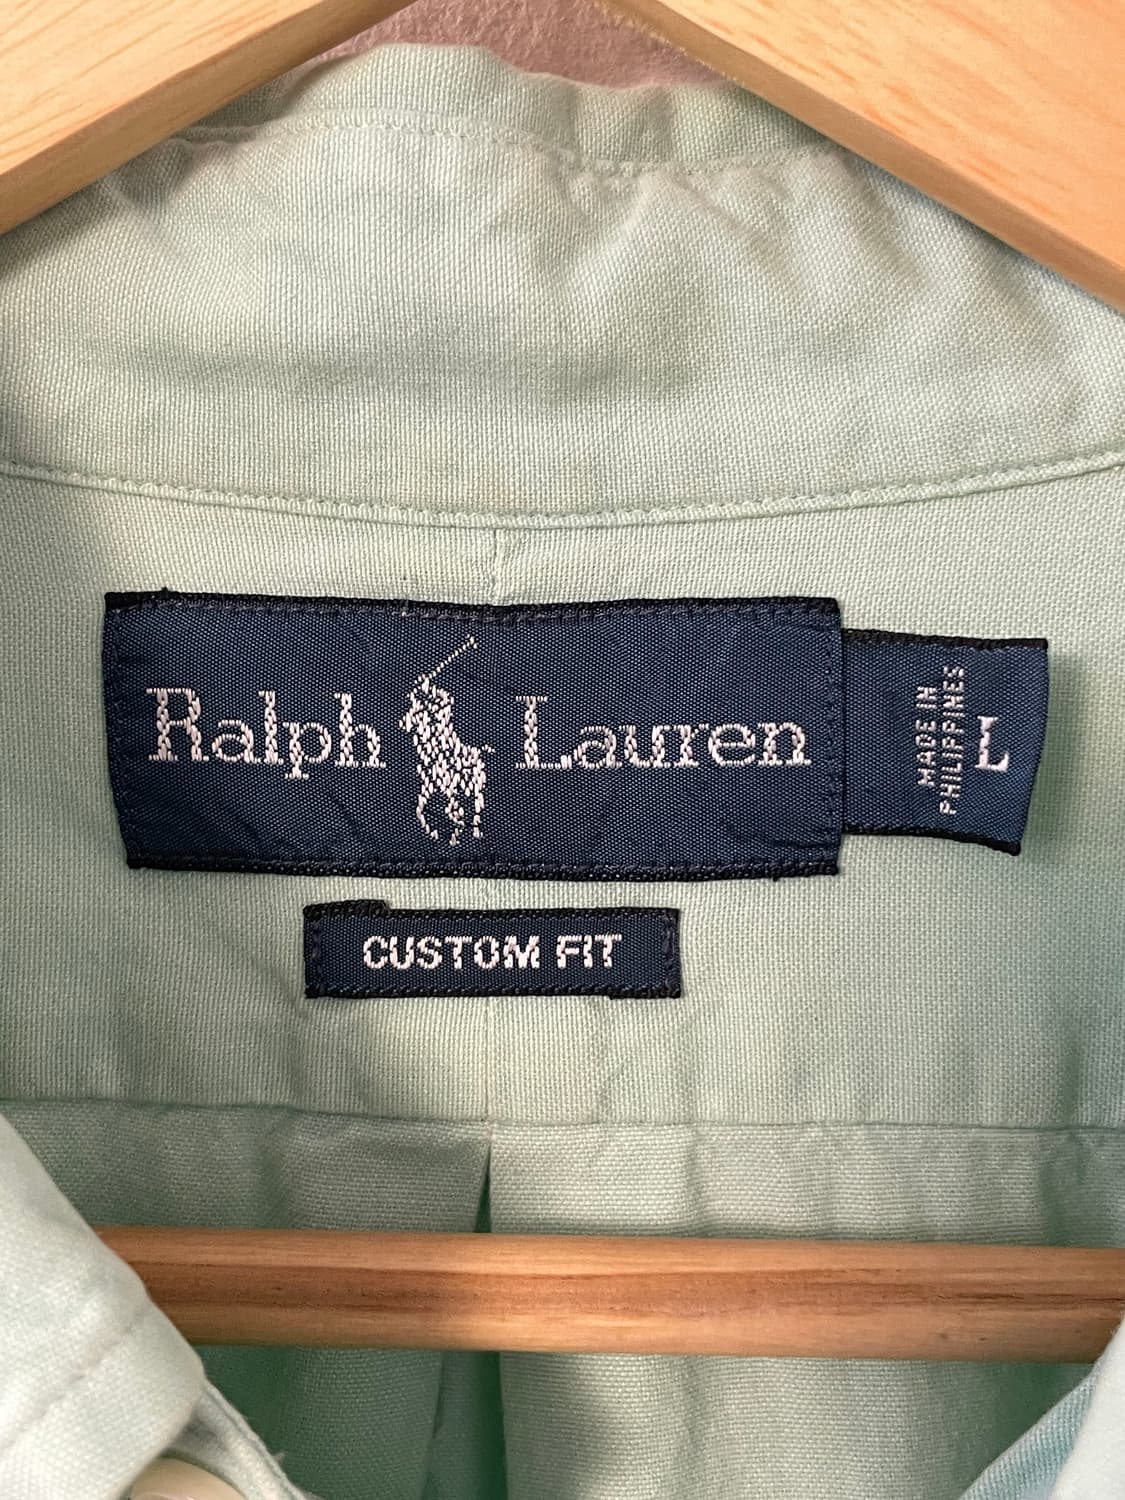 Ralph Lauren
MADE IN
PHILIPPINES
L
CUSTOM FIT